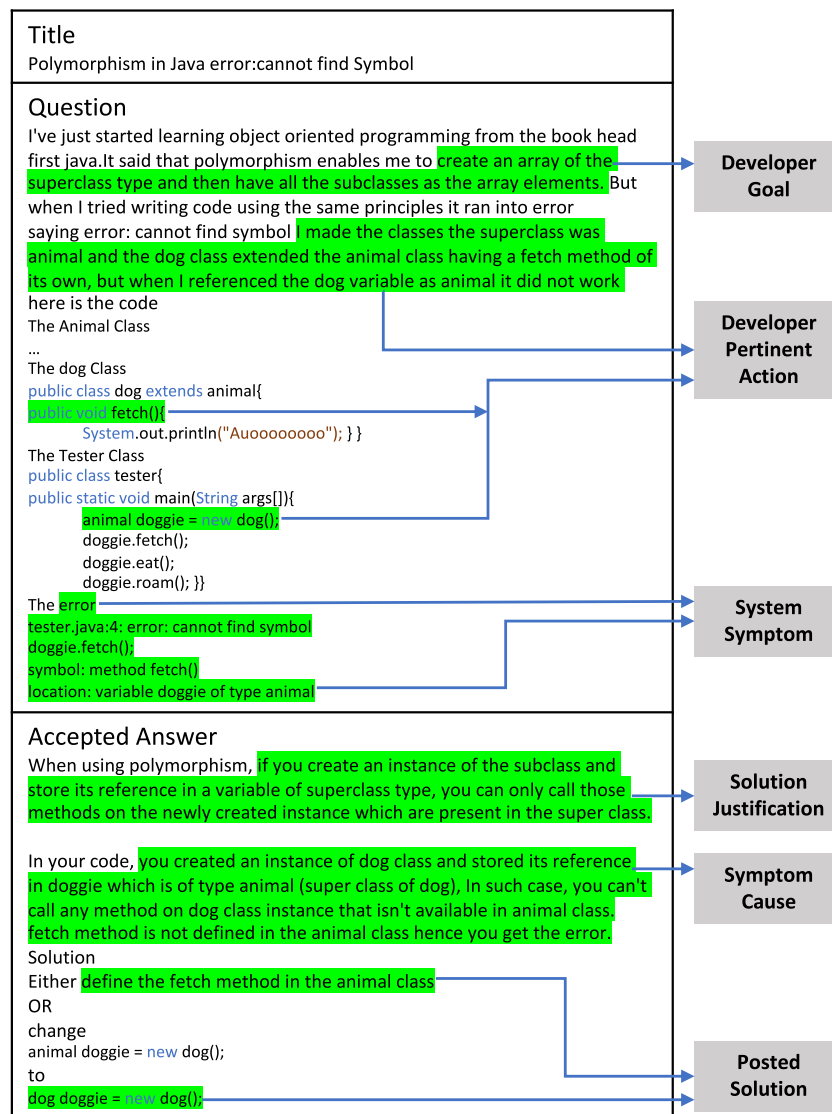 Title
Polymorphism in Java error:cannot find Symbol
Question
I've just started learning object oriented programming from the book head
first java.It said that polymorphism enables me to create an array of the
superclass type and then have all the subclasses as the array elements. But
when I tried writing code using the same principles it ran into error
saying error: cannot find symbol I made the classes the superclass was
animal and the dog class extended the animal class having a fetch method of
its own, but when I referenced the dog variable as animal it did not work
here is the code
The Animal Class
...
The dog Class
public class dog extends animal{
public void fetch(){
System.out.println("Auoooooooo"); } }
The Tester Class
public class tester{
public static void main(String args[]){
animal doggie = new dog();
doggie.fetch();
doggie.eat();
doggie.roam(); }}
The error
tester.java:4: error: cannot find symbol
doggie.fetch();
symbol: method fetch()
location: variable doggie of type animal
Accepted Answer
When using polymorphism, if you create an instance of the subclass and
store its reference in a variable of superclass type, you can only call those
methods on the newly created instance which are present in the super class.
In your code, you created an instance of dog class and stored its reference
in doggie which is of type animal (super class of dog), In such case, you can't
call any method on dog class instance that isn't available in animal class.
fetch method is not defined in the animal class hence you get the error.
Solution
Either define the fetch method in the animal class
OR
change
animal doggie = new dog();
to
dog doggie = new dog();
Developer
Goal
Developer
Pertinent
Action
System
Symptom
Solution
Justification
Symptom
Cause
Posted
Solution